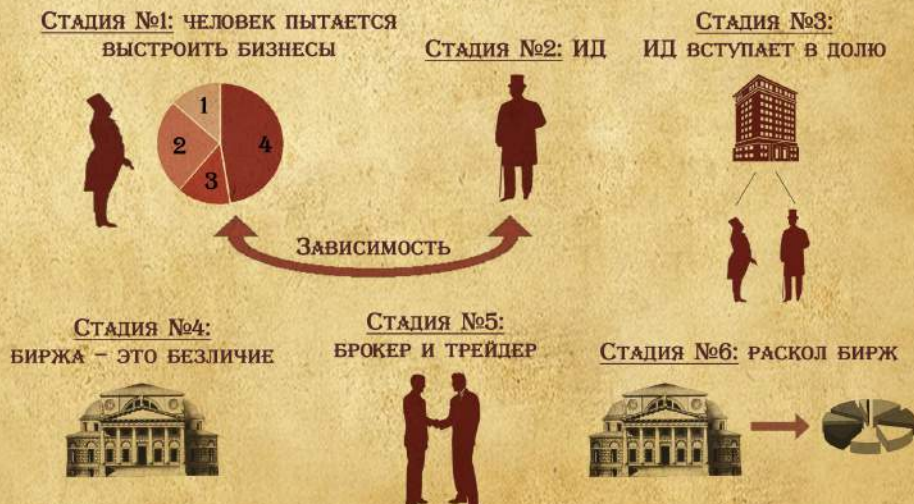 Стадия №1: человек пытается
выстроить бизнесы
1
2
3
4
Зависимость
Стадия №2: ИД
Стадия №3:
ИД вступает в долю
Стадия №4:
Биржа – это безличие
Стадия №5:
Брокер и трейдер
Стадия №6: раскол бирж